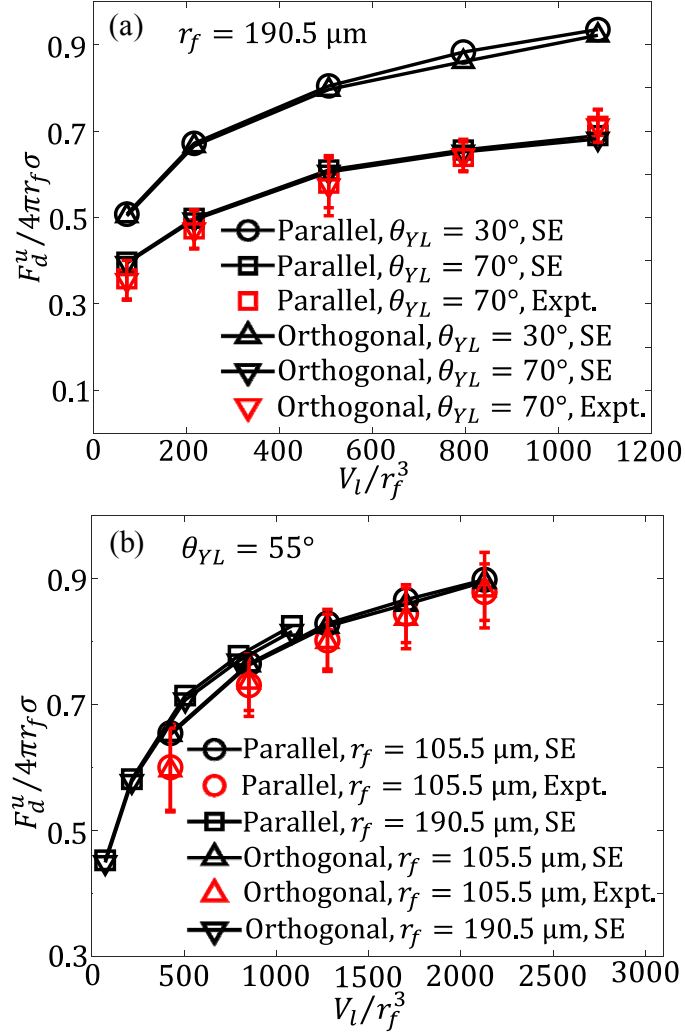 (a) r_f = 190.5 μm
0.9
0.7
0.5
0.3
0.1
F_d^u/4πr_fσ
Parallel, θ_YL = 30°, SE
Parallel, θ_YL = 70°, SE
Parallel, θ_YL = 70°, Expt.
Orthogonal, θ_YL = 30°, SE
Orthogonal, θ_YL = 70°, SE
Orthogonal, θ_YL = 70°, Expt.
0 200 400 600 800 1000 1200
V_l/r_f^3
(b) θ_YL = 55°
0.9
0.7
0.5
0.3
F_d^u/4πr_fσ
Parallel, r_f = 105.5 μm, SE
Parallel, r_f = 105.5 μm, Expt.
Parallel, r_f = 190.5 μm, SE
Orthogonal, r_f = 105.5 μm, SE
Orthogonal, r_f = 105.5 μm, Expt.
Orthogonal, r_f = 190.5 μm, SE
0 500 1000 1500 2000 2500 3000
V_l/r_f^3